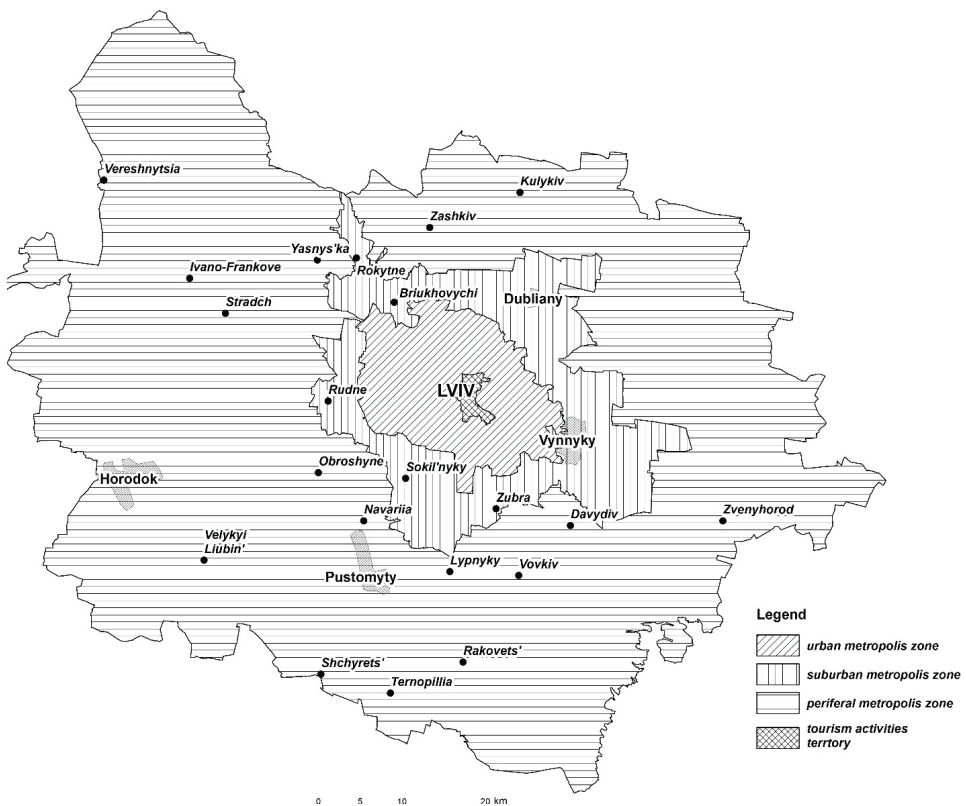 Vereshnytsia
Kulykiv
Zashkiv
Yasnys'ka
Rokytne
Ivano-Frankove
Briukhovychi
Dubliany
Stradch
LVIV
Rudne
Vynnyky
Obroshyne
Sokil'nyky
Horodok
Zubra
Navariia
Davydiv
Zvenyhorod
Velykyi
Liubin'
Lypnyky
Vovkiv
Pustomyty
Rakovets'
Shchyrets'
Ternopillia
Legend
urban metropolis zone
suburban metropolis zone
periferal metropolis zone
tourism activities
terrtory
0 5 10 20 km